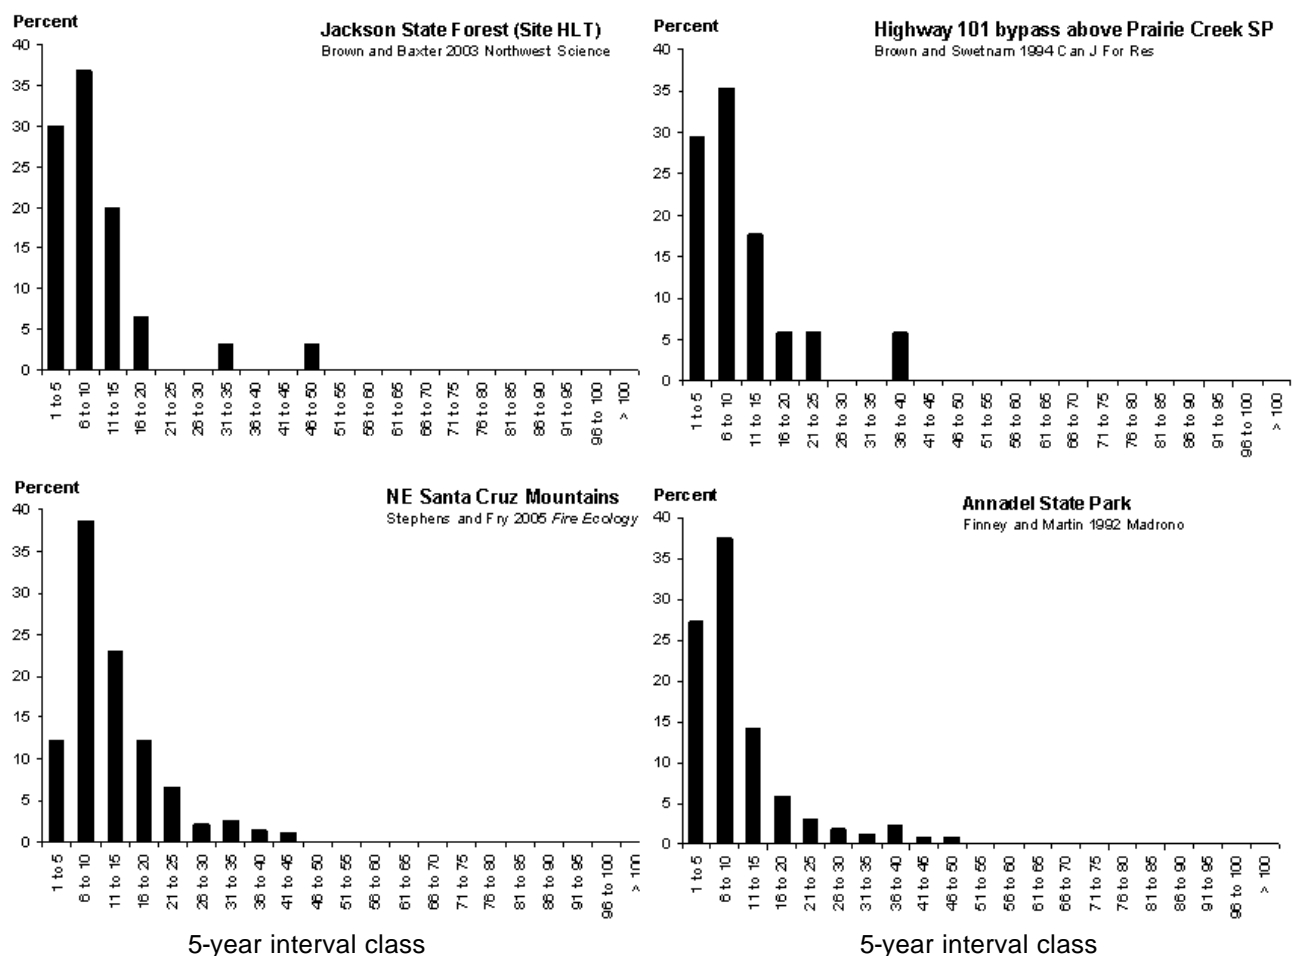 Percent
Jackson State Forest (Site HLT)
Brown and Baxter 2003 Northwest Science
40
35
30
25
20
15
10
5
0
1 to 5
6 to 10
11 to 15
16 to 20
21 to 25
26 to 30
31 to 35
36 to 40
41 to 45
46 to 50
51 to 55
56 to 60
61 to 65
66 to 70
71 to 75
76 to 80
81 to 85
86 to 90
91 to 95
96 to 100
> 100
Percent
Highway 101 bypass above Prairie Creek SP
Brown and Swetnam 1994 Can J For Res
40
35
30
25
20
15
10
5
0
1 to 5
6 to 10
11 to 15
16 to 20
21 to 25
26 to 30
31 to 35
36 to 40
41 to 45
46 to 50
56 to 60
61 to 65
66 to 70
71 to 75
76 to 80
81 to 85
86 to 90
91 to 95
96 to 100
> 100
Percent
NE Santa Cruz Mountains
Stephens and Fry 2005 Fire Ecology
40
35
30
25
20
15
10
5
0
1 to 5
6 to 10
11 to 15
16 to 20
21 to 25
26 to 30
31 to 35
36 to 40
41 to 45
46 to 50
51 to 55
56 to 60
61 to 65
66 to 70
71 to 75
76 to 80
81 to 85
86 to 90
91 to 95
96 to 100
> 100
5-year interval class
Percent
Annadel State Park
Finney and Martin 1992 Madrono
40
35
30
25
20
15
10
5
0
1 to 5
6 to 10
11 to 15
16 to 20
21 to 25
26 to 30
31 to 35
36 to 40
41 to 45
46 to 50
51 to 55
56 to 60
61 to 65
66 to 70
71 to 75
76 to 80
81 to 85
86 to 90
91 to 95
96 to 100
> 100
5-year interval class